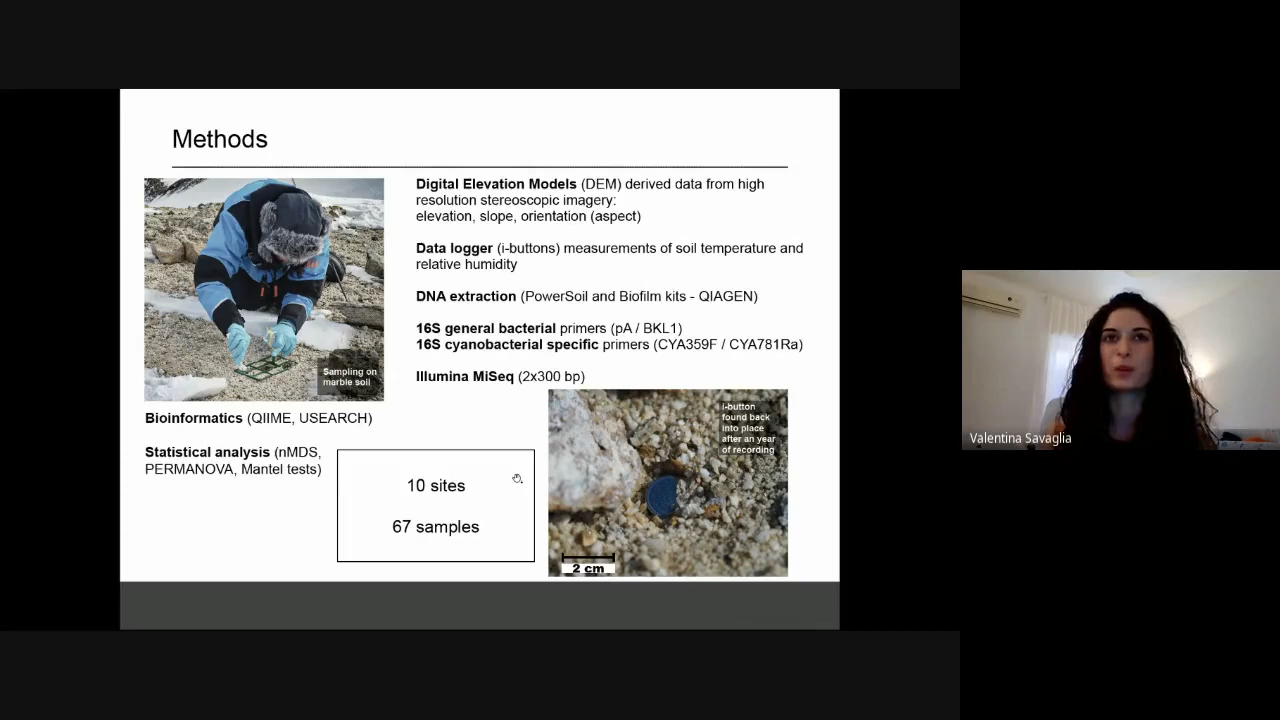 Methods
Digital Elevation Models (DEM) derived data from high
resolution stereoscopic imagery:
elevation, slope, orientation (aspect)
Data logger (i-buttons) measurements of soil temperature and
relative humidity
DNA extraction (PowerSoil and Biofilm kits - QIAGEN)
16S general bacterial primers (pA / BKL1)
16S cyanobacterial specific primers (CYA359F / CYA781Ra)
Illumina MiSeq (2x300 bp)
Sampling on
marble soil
Bioinformatics (QIIME, USEARCH)
Statistical analysis (nMDS,
PERMANOVA, Mantel tests)
10 sites
67 samples
i-button
found back
into place
after an year
of recording
2 cm
Valentina Savaglia